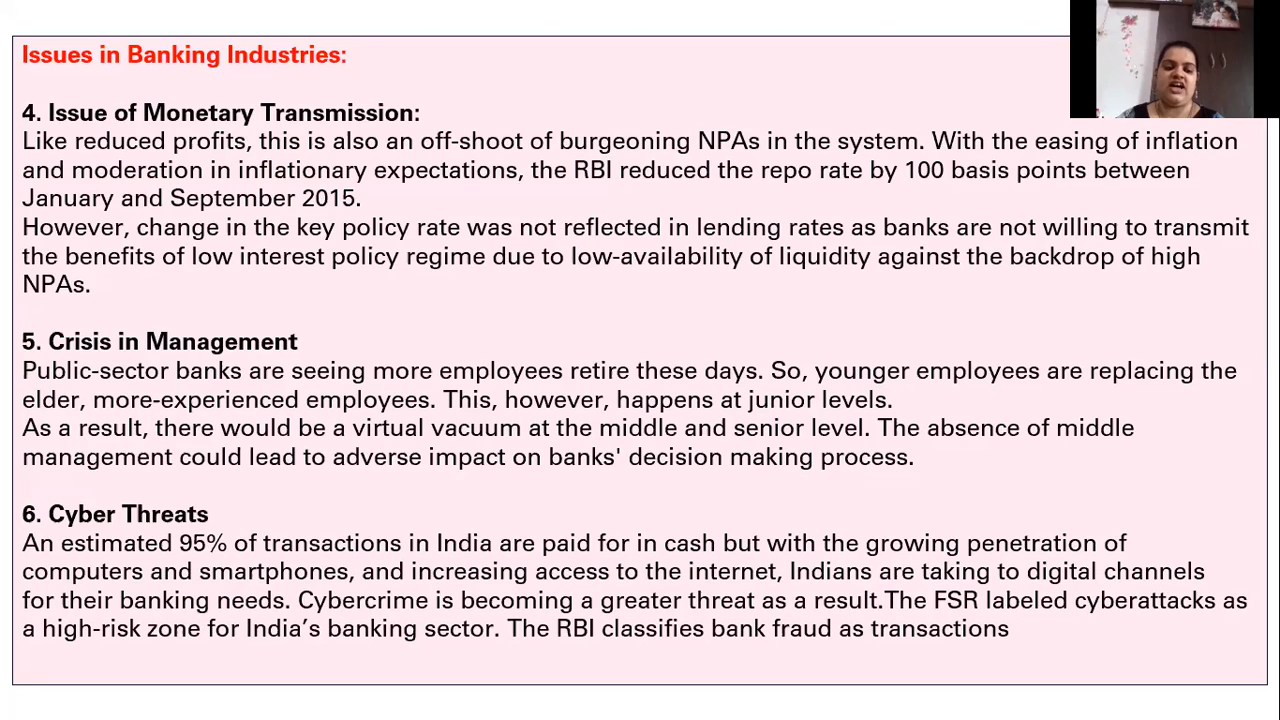 Issues in Banking Industries:
4. Issue of Monetary Transmission:
Like reduced profits, this is also an off-shoot of burgeoning NPAs in the system. With the easing of inflation
and moderation in inflationary expectations, the RBI reduced the repo rate by 100 basis points between
January and September 2015.
However, change in the key policy rate was not reflected in lending rates as banks are not willing to transmit
the benefits of low interest policy regime due to low-availability of liquidity against the backdrop of high
NPAs.
5. Crisis in Management
Public-sector banks are seeing more employees retire these days. So, younger employees are replacing the
elder, more-experienced employees. This, however, happens at junior levels.
As a result, there would be a virtual vacuum at the middle and senior level. The absence of middle
management could lead to adverse impact on banks' decision making process.
6. Cyber Threats
An estimated 95% of transactions in India are paid for in cash but with the growing penetration of
computers and smartphones, and increasing access to the internet, Indians are taking to digital channels
for their banking needs. Cybercrime is becoming a greater threat as a result.The FSR labeled cyberattacks as
a high-risk zone for India’s banking sector. The RBI classifies bank fraud as transactions